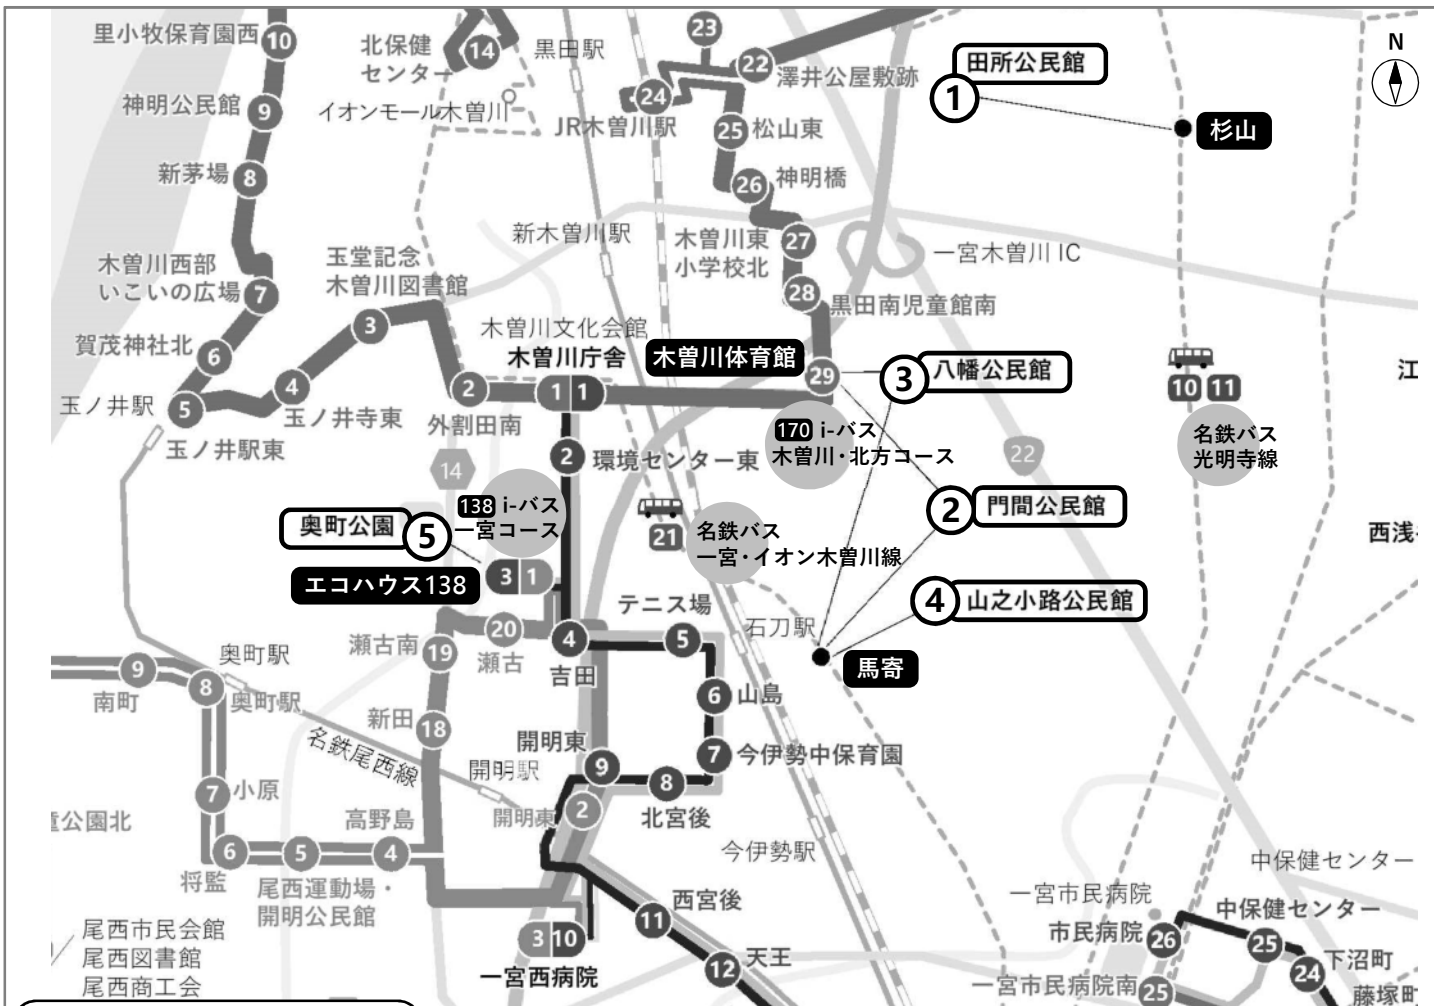 里小牧保育園西
10
北保健
センター
14
黒田駅
23
22
澤井公屋敷跡
田所公民館
1
N
神明公民館
9
イオンモール木曽川
24
JR木曽川駅
25
松山東
杉山
新茅場
8
26
神明橋
新木曽川駅
木曽川東
小学校北
27
一宮木曽川 IC
木曽川西部
いこいの広場
7
玉堂記念
木曽川図書館
3
28
黒田南児童館南
賀茂神社北
6
木曽川文化会館
木曽川庁舎
木曽川体育館
29
3
八幡公民館
10 11
江
玉ノ井駅
5
4
玉ノ井寺東
2
外割田南
1 1
玉ノ井駅東
14
2
環境センター東
170 i-バス
木曽川・北方コース
22
名鉄バス
光明寺線
138 i-バス
一宮コース
奥町公園
5
21
名鉄バス
一宮・イオン木曽川線
2
門間公民館
西浅
エコハウス138
3 1
4
山之小路公民館
テニス場
石刀駅
瀬古南
19
20
瀬古
4
吉田
5
馬寄
奥町駅
9
南町
8
奥町駅
6
山島
新田
18
名鉄尾西線
開明東
9
7
今伊勢中保育園
開明駅
8
北宮後
7
小原
開明東
2
童公園北
高野島
6
将監
5
尾西運動場・
開明公民館
4
今伊勢駅
中保健センター
尾西市民会館
尾西図書館
尾西商工会
西宮後
11
一宮市民病院
市民病院
26
中保健センター
25
3 10
一宮西病院
天王
12
24
下沼町
一宮市民病院南
25
藤塚町